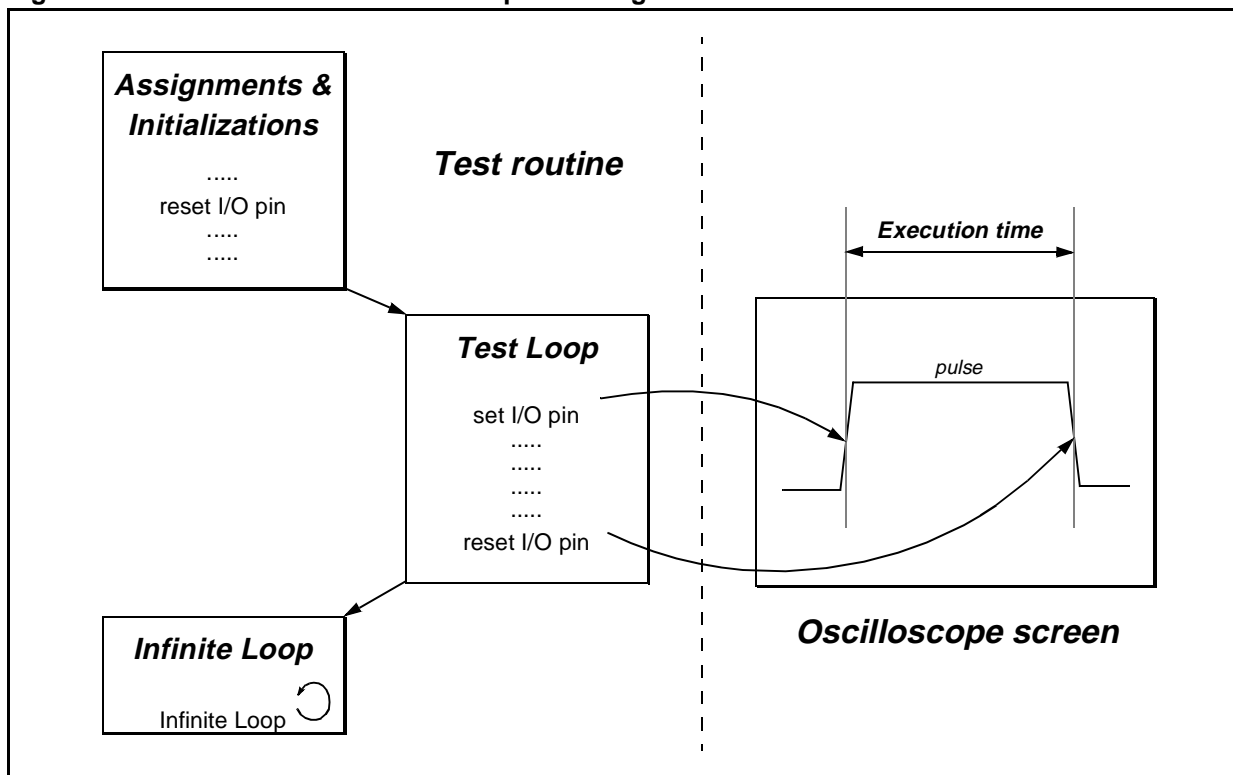 Assignments &
Initializations
.....
reset I/O pin
.....
.....
Test routine
Test Loop
set I/O pin
.....
.....
.....
.....
reset I/O pin
Infinite Loop
Infinite Loop
Execution time
pulse
Oscilloscope screen